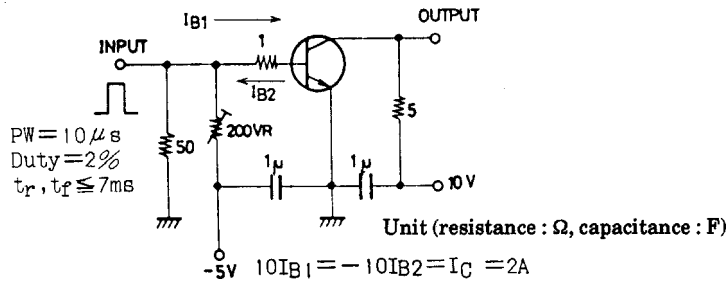 IB1
OUTPUT
INPUT
1
IB2
PW=10μs
Duty=2%
tr, tf≦7ms
50
200VR
5
1μ
1μ
10V
Unit (resistance : Ω, capacitance : F)
-5V
10IB1=-10IB2=IC=2A